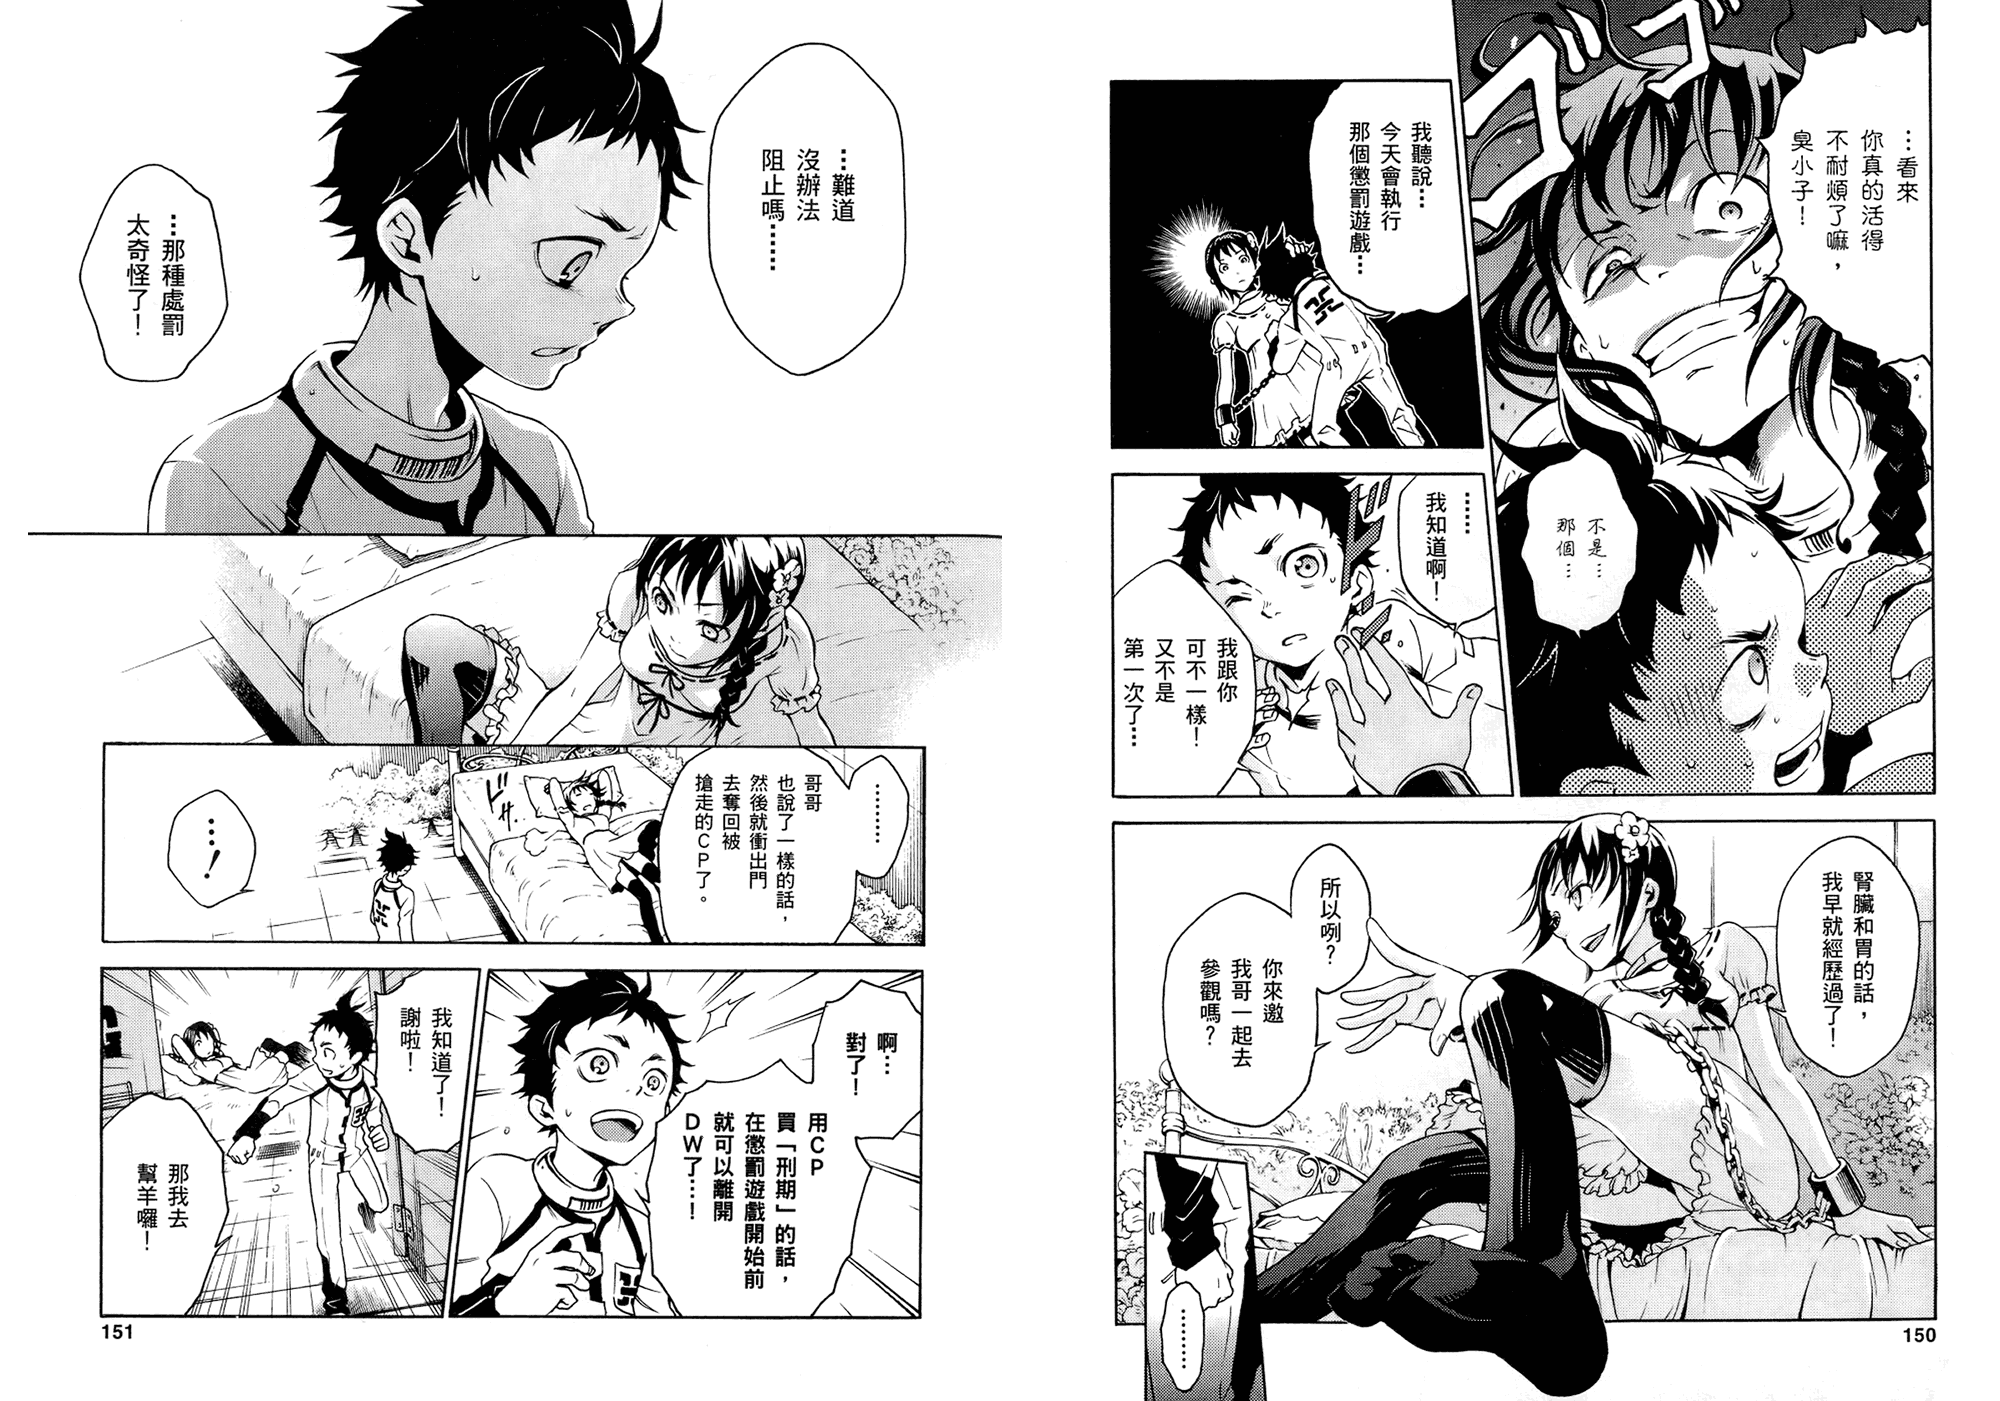 …看來
你真的活得
不耐煩了嘛，
臭小子！
不是…
那個…
我聽說…
今天會執行
那個懲罰遊戲…
……
我知道啊！
我跟你
可不一樣！
又不是
第一次了…
腎臟和胃的話，
我早就經歷過了！
所以咧？
你來邀
我哥一起去
參觀嗎？
………
150
…難道
沒辦法
阻止嗎……
…那種處罰
太奇怪了！
………
哥哥
也說了一樣的話，
然後就衝出門
去奪回被
搶走的CP了。
…！
啊…
對了！
用CP
買「刑期」的話，
在懲罰遊戲開始前
就可以離開
DW了…！
我知道了！
謝啦！
那我去
幫羊囉！
151